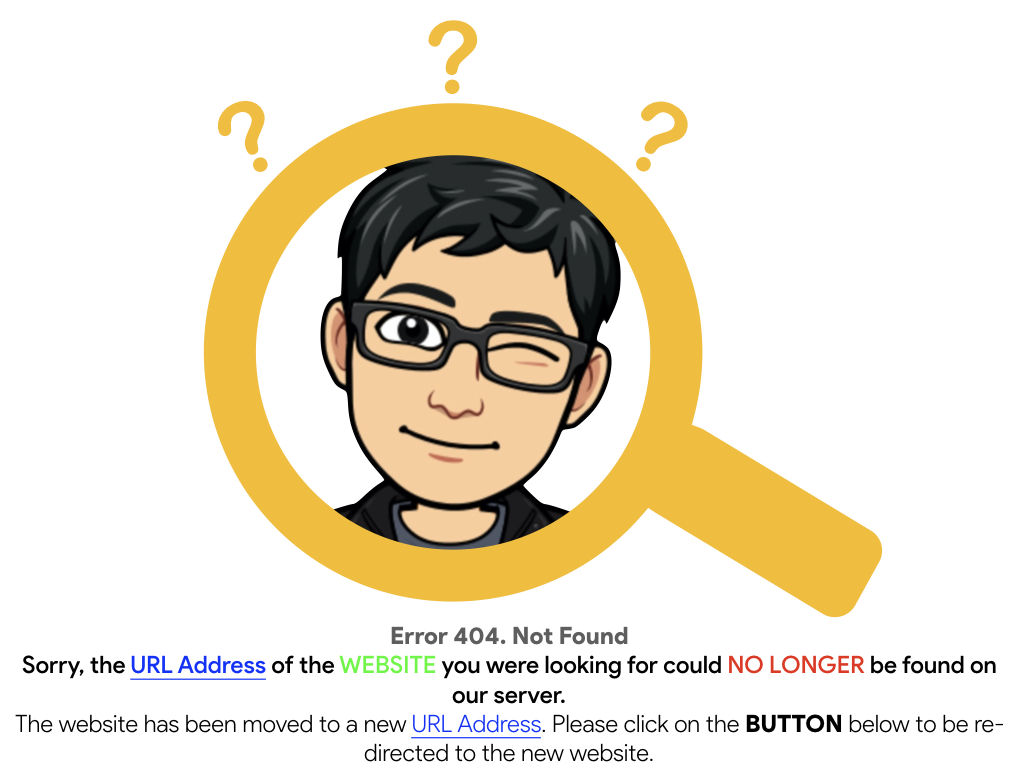 ? ? ?
Error 404. Not Found
Sorry, the URL Address of the WEBSITE you were looking for could NO LONGER be found on
our server.
The website has been moved to a new URL Address. Please click on the BUTTON below to be re-
directed to the new website.